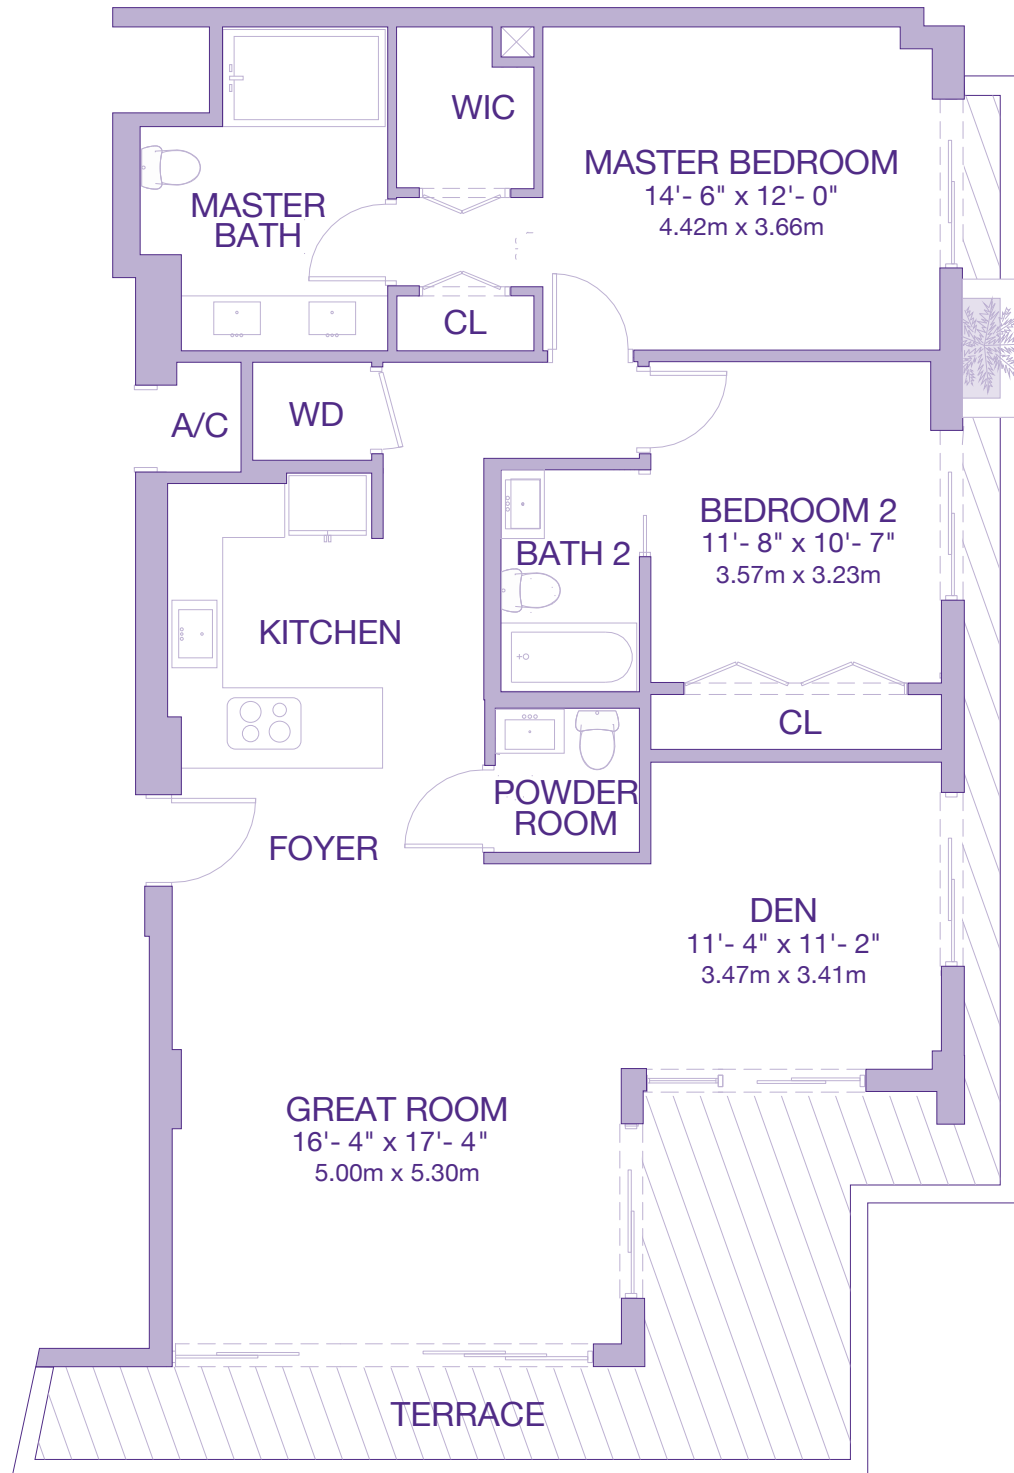 WIC
MASTER BEDROOM
14'- 6" x 12'- 0"
4.42m x 3.66m
MASTER
BATH
CL
A/C
WD
BEDROOM 2
11'- 8" x 10'- 7"
3.57m x 3.23m
BATH 2
KITCHEN
CL
POWDER
ROOM
FOYER
DEN
11'- 4" x 11'- 2"
3.47m x 3.41m
GREAT ROOM
16'- 4" x 17'- 4"
5.00m x 5.30m
TERRACE